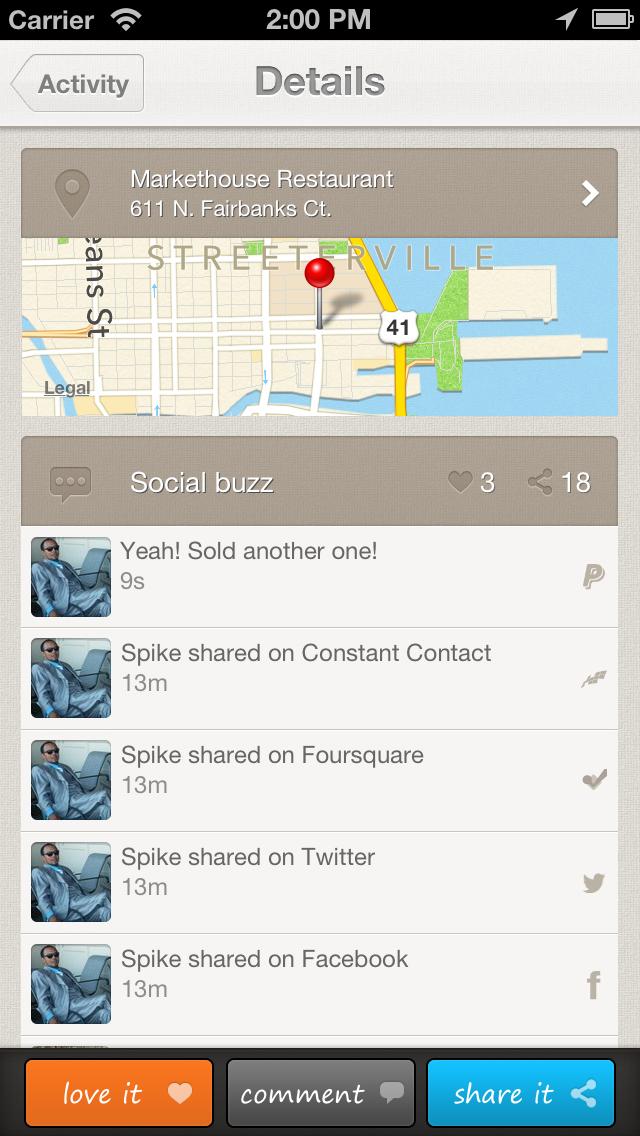 Carrier 2:00 PM
Activity Details
Markethouse Restaurant
611 N. Fairbanks Ct.
STREETERVILLE
eans St
41
Legal
Social buzz 3 18
Yeah! Sold another one!
9s
Spike shared on Constant Contact
13m
Spike shared on Foursquare
13m
Spike shared on Twitter
13m
Spike shared on Facebook
13m
love it comment share it